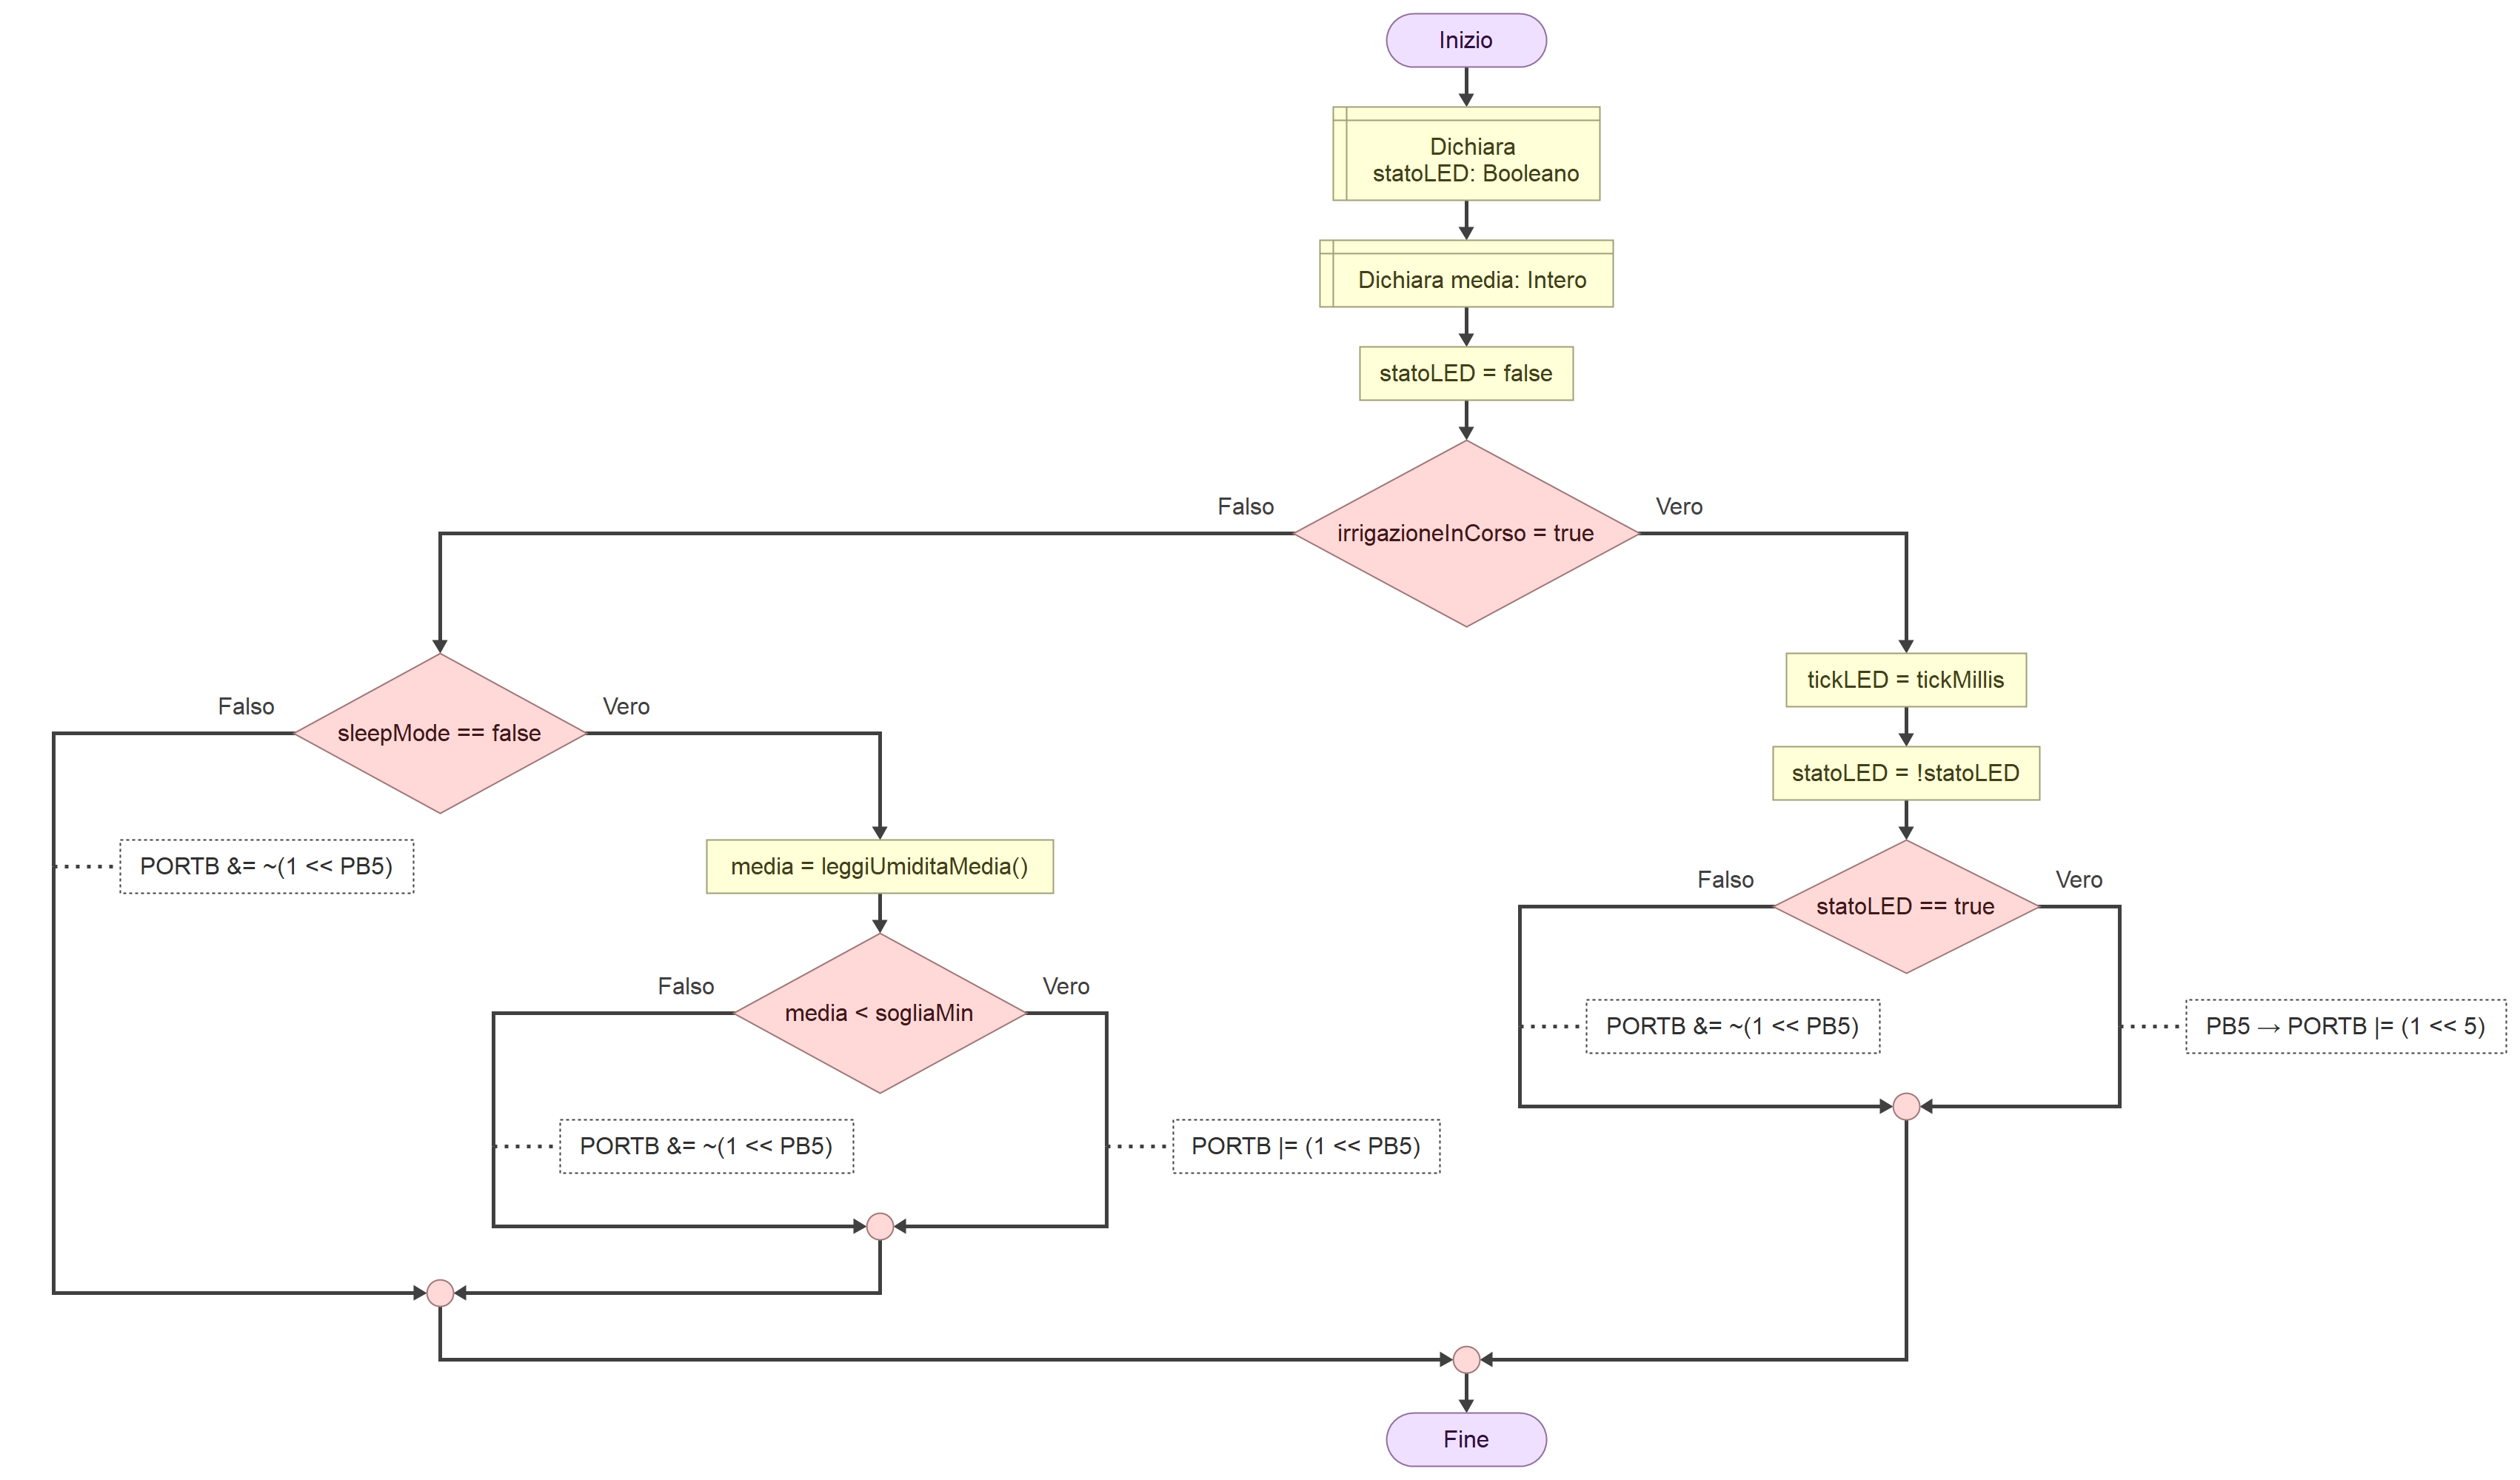 Inizio
Dichiara
statoLED: Booleano
Dichiara media: Intero
statoLED = false
Falso
irrigazioneInCorso = true
Vero
Falso
sleepMode == false
Vero
tickLED = tickMillis
statoLED = !statoLED
PORTB &= ~(1 << PB5)
media = leggiUmiditaMedia()
Falso
statoLED == true
Vero
Falso
media < sogliaMin
Vero
PORTB &= ~(1 << PB5)
PB5 → PORTB |= (1 << 5)
PORTB &= ~(1 << PB5)
PORTB |= (1 << PB5)
Fine